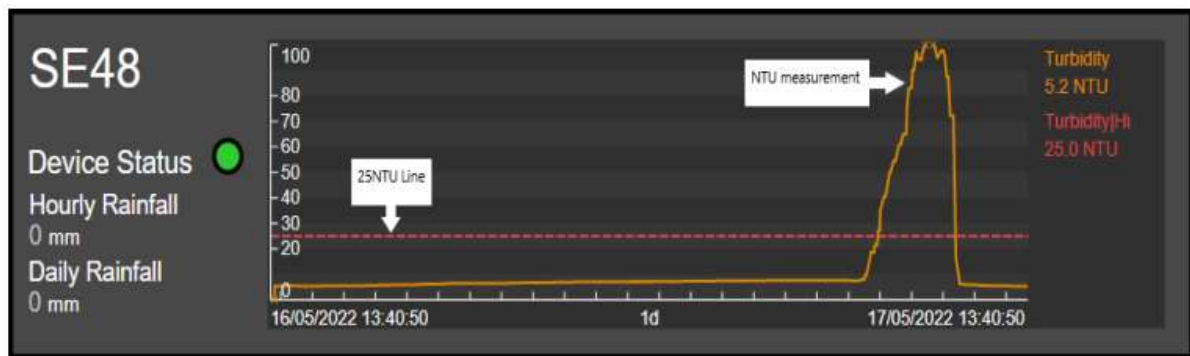 SE48
Device Status
Hourly Rainfall
0 mm
Daily Rainfall
0 mm
100
80
70
60
50
40
30
20
0
NTU measurement
25NTU Line
16/05/2022 13:40:50
1d
17/05/2022 13:40:50
Turbidity
5.2 NTU
Turbidity|Hi
25.0 NTU